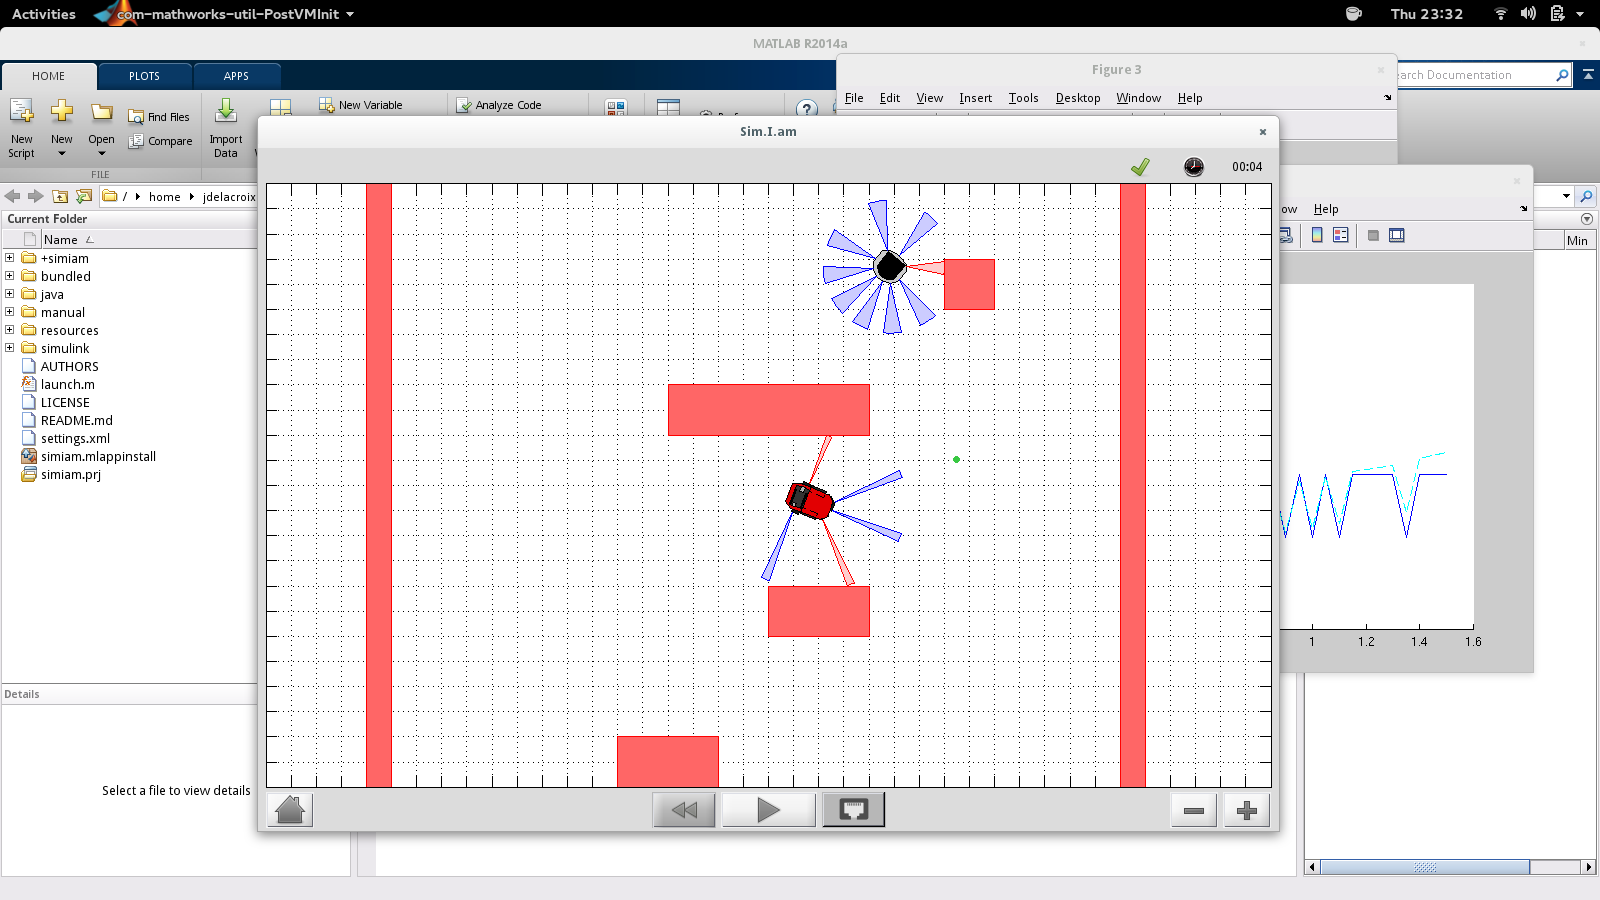 Activities com-mathworks-util-PostVMInit Thu 23:32
MATLAB R2014a
HOME PLOTS APPS
Figure 3
arch Documentation
File Edit View Insert Tools Desktop Window Help
New Variable Analyze Code
Find Files
Compare
New Script New Open Import Data
FILE
Sim.I.am
00:04
/ home jdelacroix
ow Help
Current Folder
Name
Min
+simiam
bundled
java
manual
resources
simulink
AUTHORS
launch.m
LICENSE
README.md
settings.xml
simiam.mlappinstall
simiam.prj
1 1.2 1.4 1.6
Details
Select a file to view details